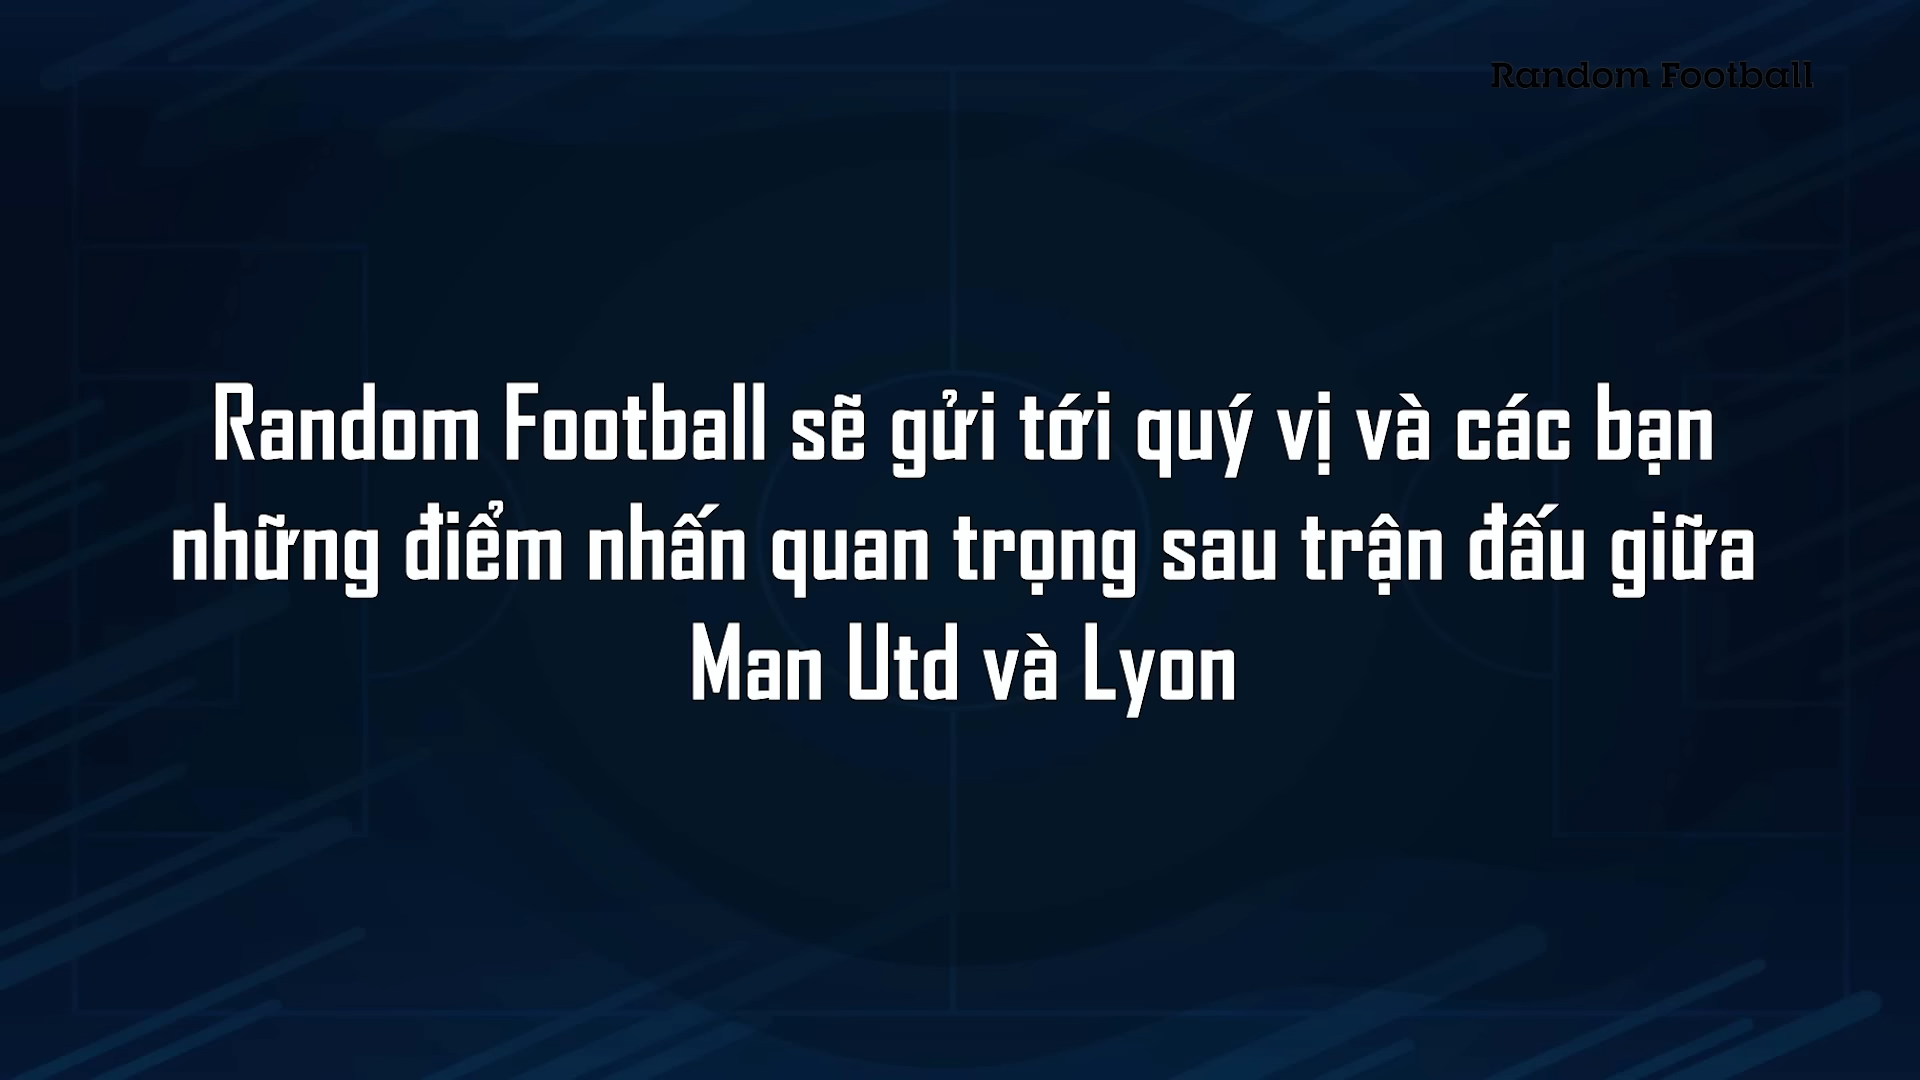 Random Football
Random Football sẽ gửi tới quý vị và các bạn
những điểm nhấn quan trọng sau trận đấu giữa
Man Utd và Lyon